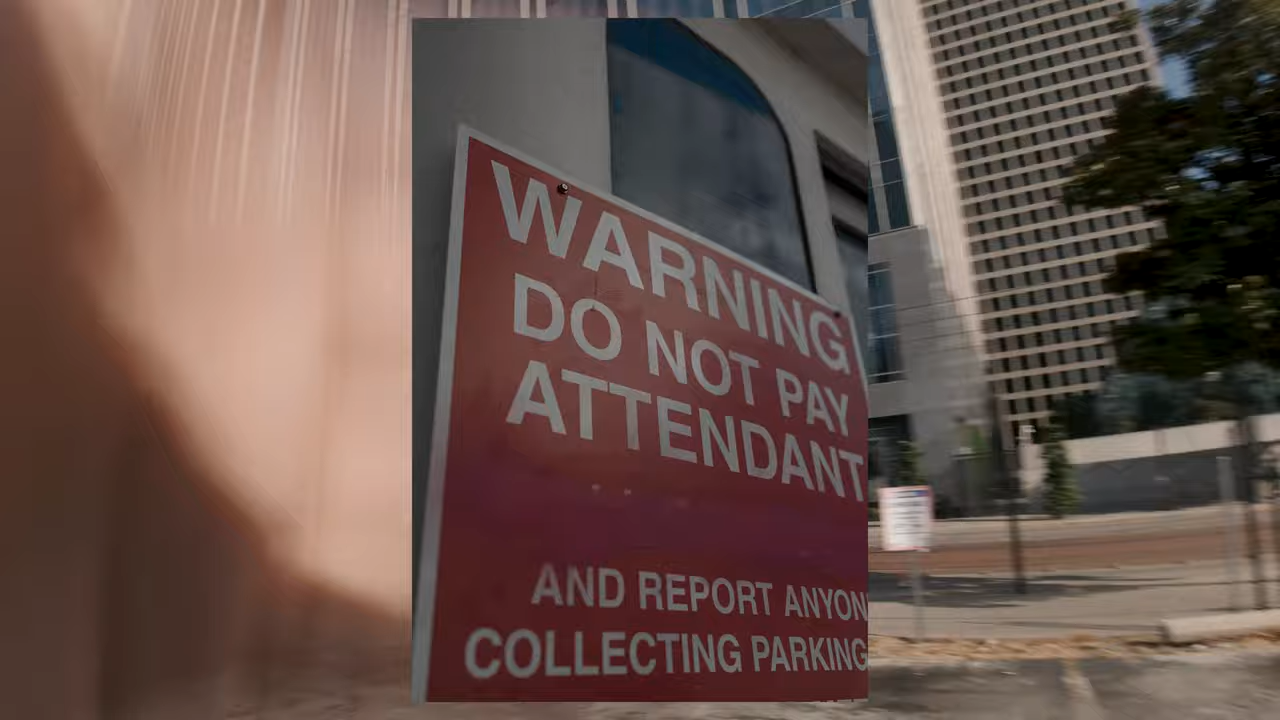 WARNING
DO NOT PAY
ATTENDANT
AND REPORT ANYON
COLLECTING PARKING